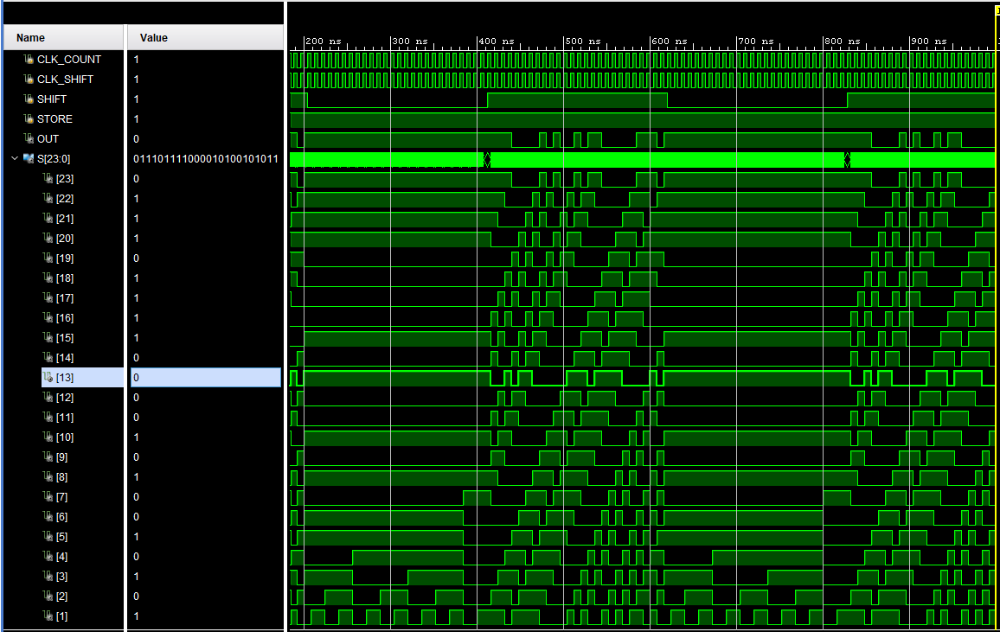 Name Value
200 ns 300 ns 400 ns 500 ns 600 ns 700 ns 800 ns 900 ns
CLK_COUNT 1
CLK_SHIFT 1
SHIFT 1
STORE 1
OUT 0
S[23:0] 011101111000010100101011
[23] 0
[22] 1
[21] 1
[20] 1
[19] 0
[18] 1
[17] 1
[16] 1
[15] 1
[14] 0
[13] 0
[12] 0
[11] 0
[10] 1
[9] 0
[8] 1
[7] 0
[6] 0
[5] 1
[4] 0
[3] 1
[2] 0
[1] 1